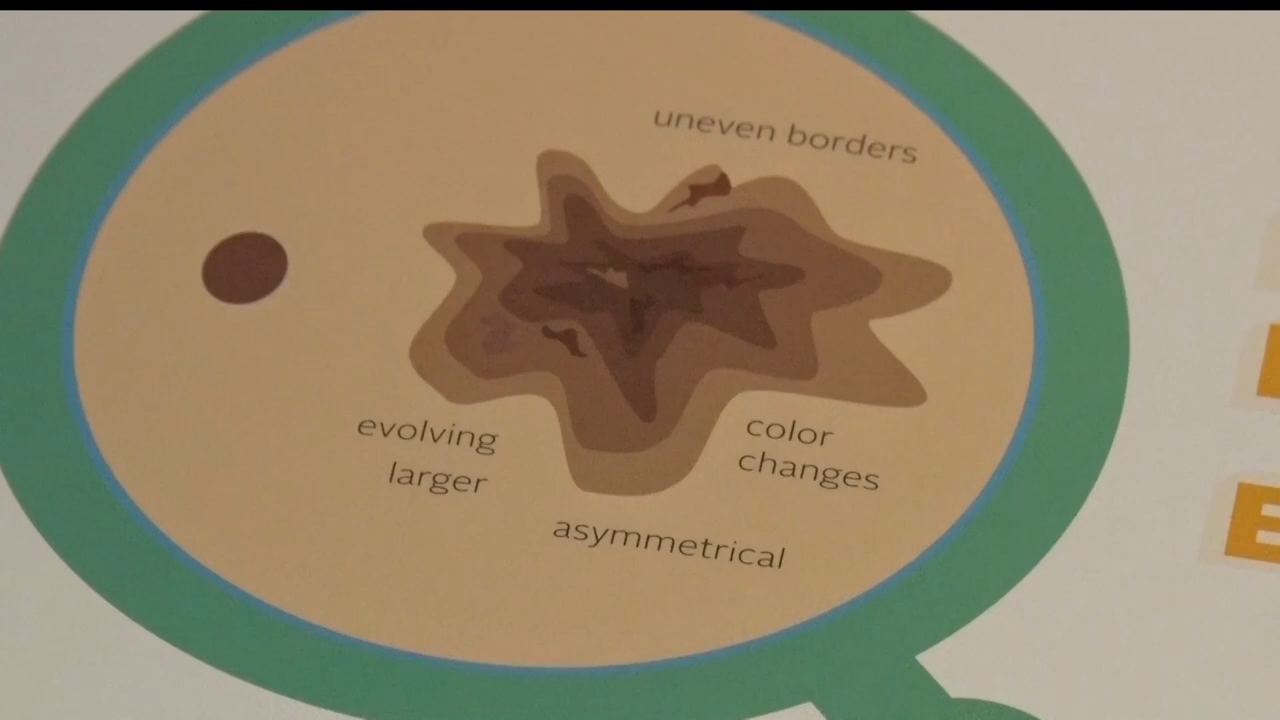 uneven borders
evolving
larger
color
changes
asymmetrical
E